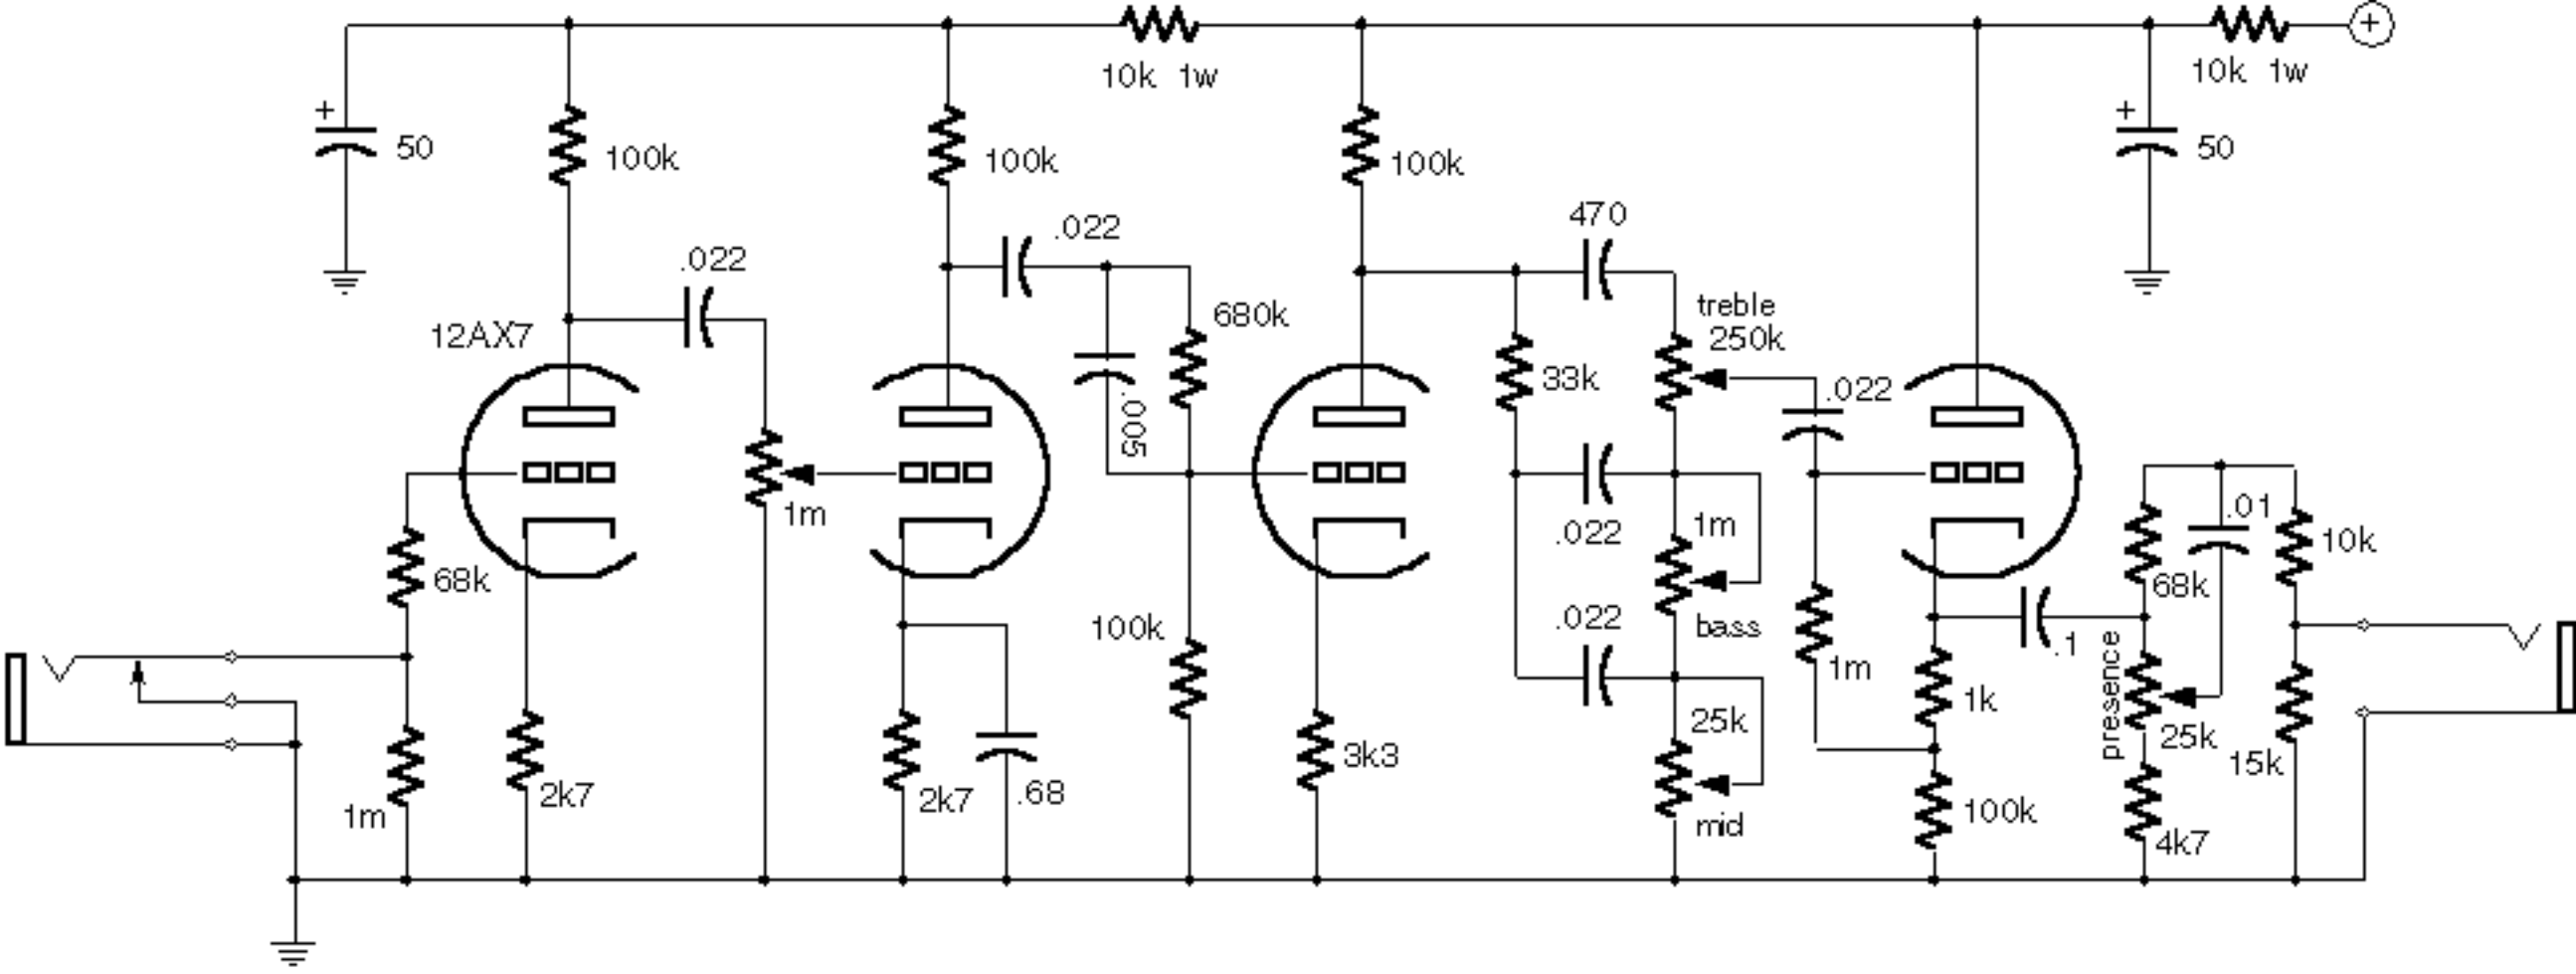 10k 1w
10k 1w
+
+
+
50
100k
100k
100k
50
.022
470
.022
12AX7
680k
treble
250k
33k
.022
.005
1m
.022
1m
.01
10k
68k
68k
.022
100k
bass
1m
.1
presence
1k
25k
25k
15k
3k3
2k7
2k7
.68
1m
mid
100k
4k7